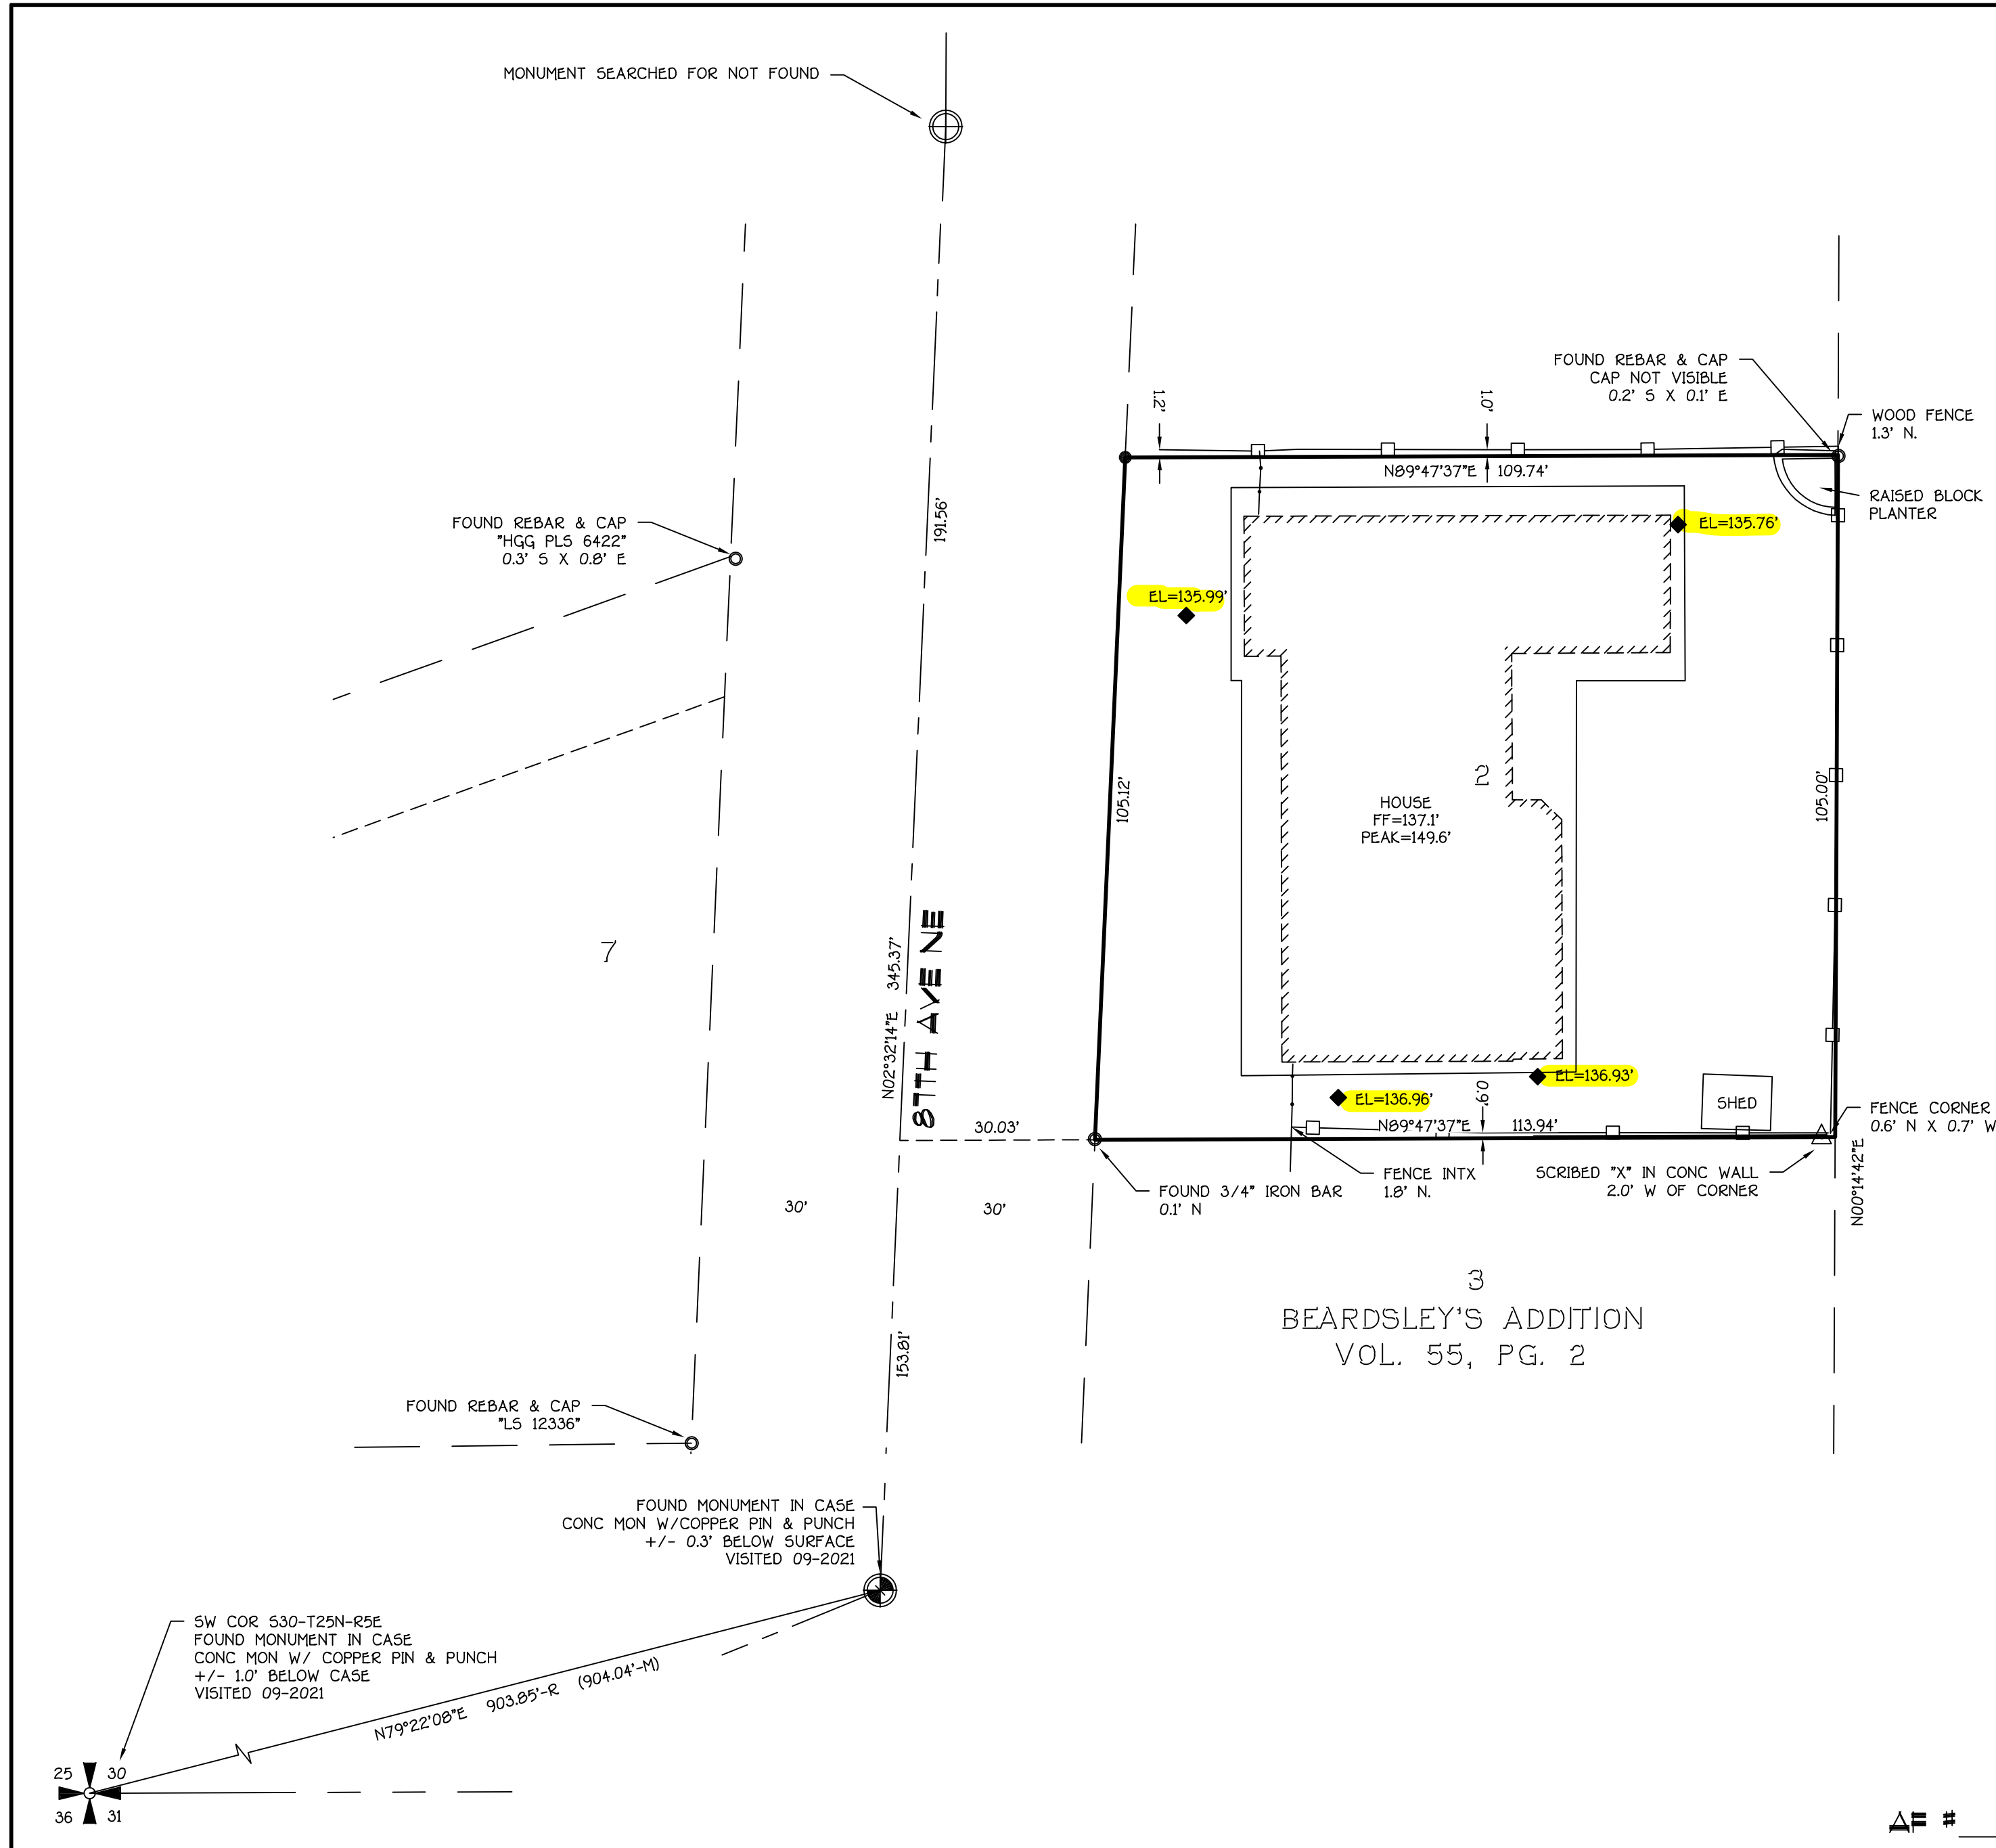 MONUMENT SEARCHED FOR NOT FOUND
FOUND REBAR & CAP
CAP NOT VISIBLE
0.2' S X 0.1' E
WOOD FENCE
1.3' N.
1.2'
1.0'
N89°47'37"E 109.74'
RAISED BLOCK
PLANTER
FOUND REBAR & CAP
"HGG PLS 6422"
0.3' S X 0.8' E
191.56'
EL=135.76'
EL=135.99'
2
HOUSE
FF=137.1'
PEAK=149.6'
105.12'
105.00'
7
N02°32'14"E 345.37'
8TH AVE NE
EL=136.93'
EL=136.96'
0.9'
SHED
N89°47'37"E 113.94'
30.03'
FENCE CORNER
0.6' N X 0.7' W
FENCE INTX
1.8' N.
SCRIBED "X" IN CONC WALL
2.0' W OF CORNER
N00°14'42"E
FOUND 3/4" IRON BAR
0.1' N
30'
30'
3
BEARDSLEY'S ADDITION
VOL. 55, PG. 2
153.81'
FOUND REBAR & CAP
"LS 12336"
FOUND MONUMENT IN CASE
CONC MON W/COPPER PIN & PUNCH
+/- 0.3' BELOW SURFACE
VISITED 09-2021
SW COR S30-T25N-R5E
FOUND MONUMENT IN CASE
CONC MON W/ COPPER PIN & PUNCH
+/- 1.0' BELOW CASE
VISITED 09-2021
N79°22'08"E 903.85'-R (904.04'-M)
25 30
36 31
AF #